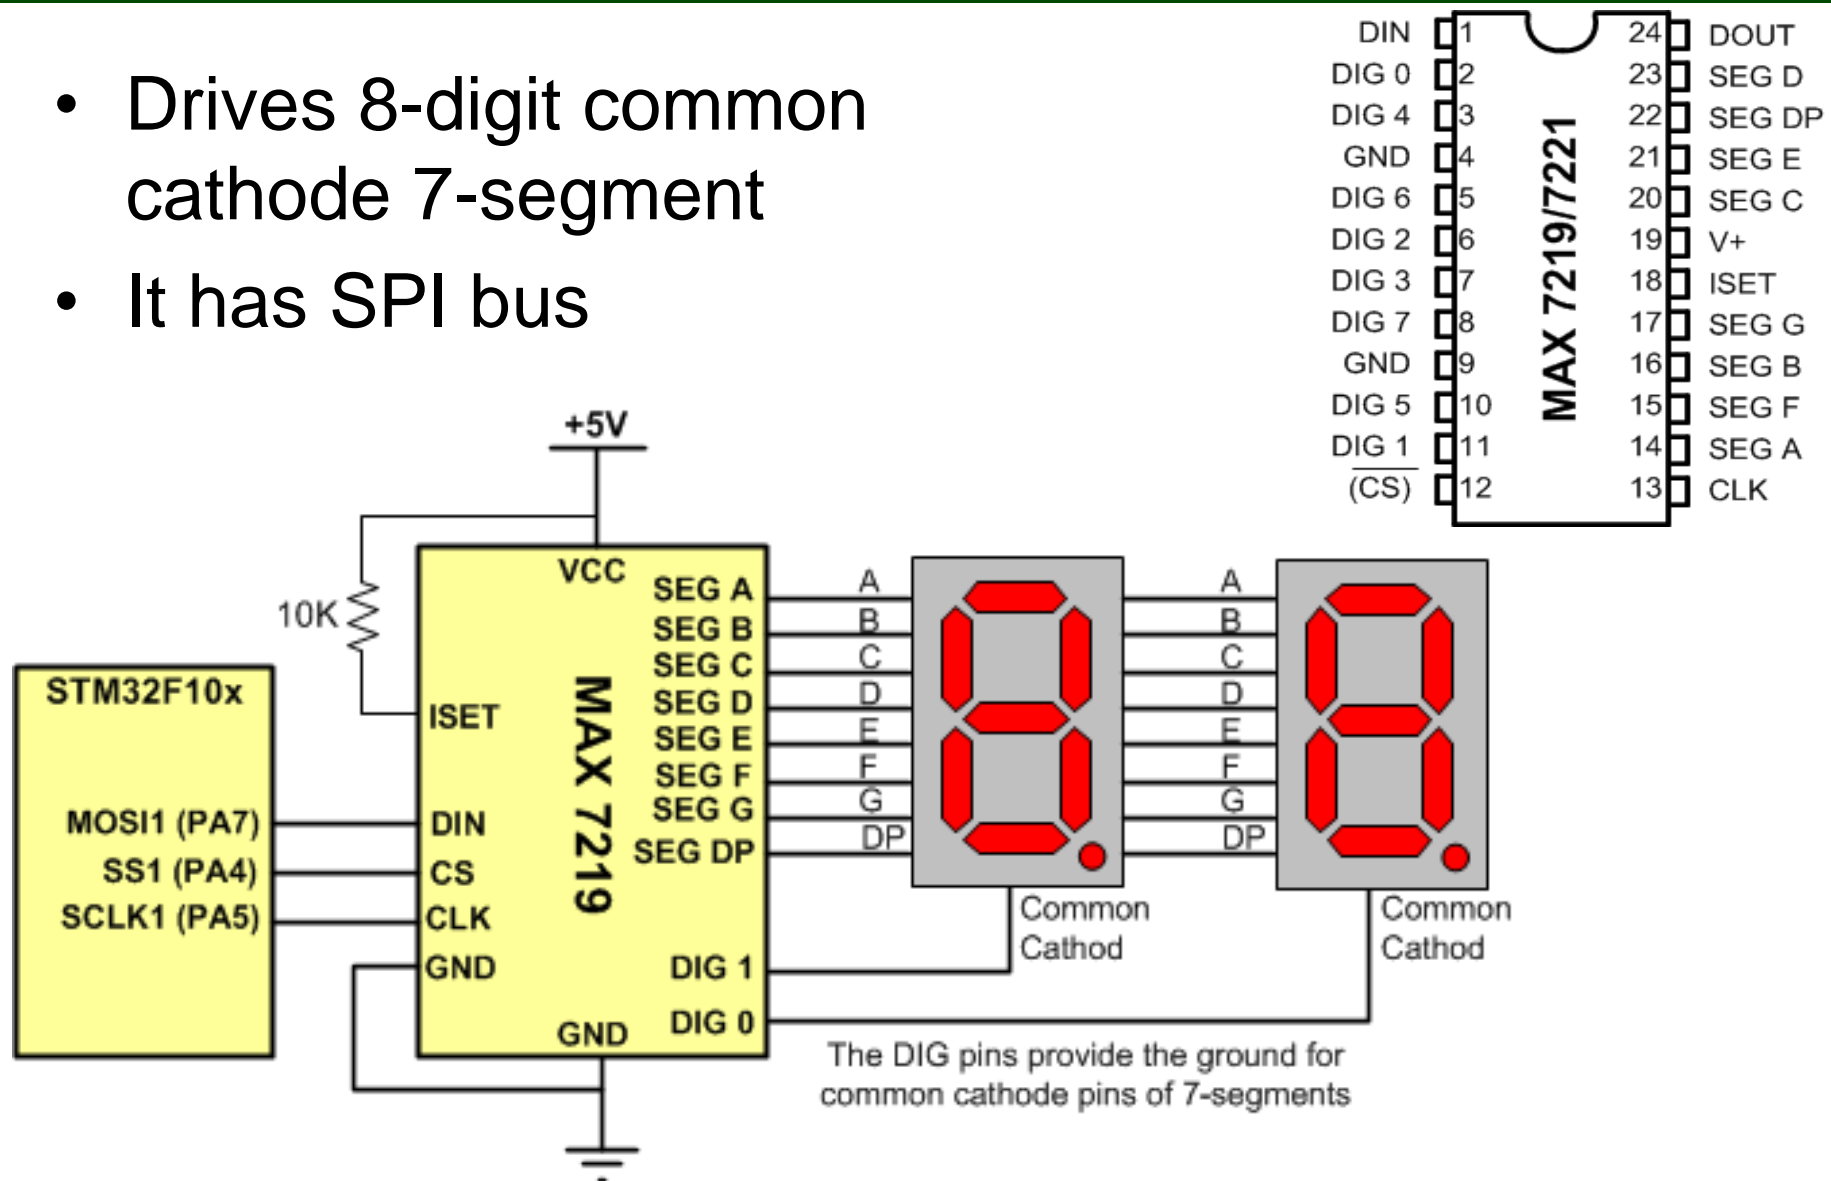 • Drives 8-digit common
cathode 7-segment
• It has SPI bus
DIN 1
DIG 0 2
DIG 4 3
GND 4
DIG 6 5
DIG 2 6
DIG 3 7
DIG 7 8
GND 9
DIG 5 10
DIG 1 11
(CS) 12
MAX 7219/7221
24 DOUT
23 SEG D
22 SEG DP
21 SEG E
20 SEG C
19 V+
18 ISET
17 SEG G
16 SEG B
15 SEG F
14 SEG A
13 CLK
+5V
10K
STM32F10x
MOSI1 (PA7)
SS1 (PA4)
SCLK1 (PA5)
VCC
ISET
DIN
CS
CLK
GND
GND
MAX 7219
SEG A
SEG B
SEG C
SEG D
SEG E
SEG F
SEG G
SEG DP
DIG 1
DIG 0
A
B
C
D
E
F
G
DP
Common
Cathod
A
B
C
D
E
F
G
DP
Common
Cathod
The DIG pins provide the ground for
common cathode pins of 7-segments